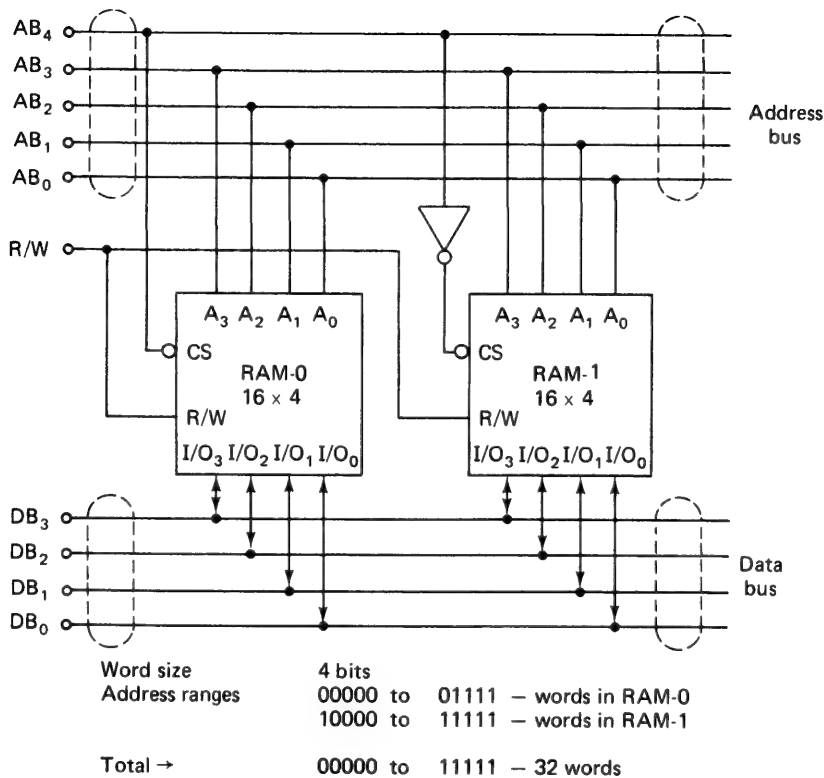 AB₄
AB₃
AB₂
AB₁
AB₀
Address
bus
R/W
A₃ A₂ A₁ A₀
CS
RAM-0
16 × 4
R/W
I/O₃ I/O₂ I/O₁ I/O₀
A₃ A₂ A₁ A₀
CS
RAM-1
16 × 4
R/W
I/O₃ I/O₂ I/O₁ I/O₀
DB₃
DB₂
DB₁
DB₀
Data
bus
Word size 4 bits
Address ranges 00000 to 01111 – words in RAM-0
10000 to 11111 – words in RAM-1
Total → 00000 to 11111 – 32 words